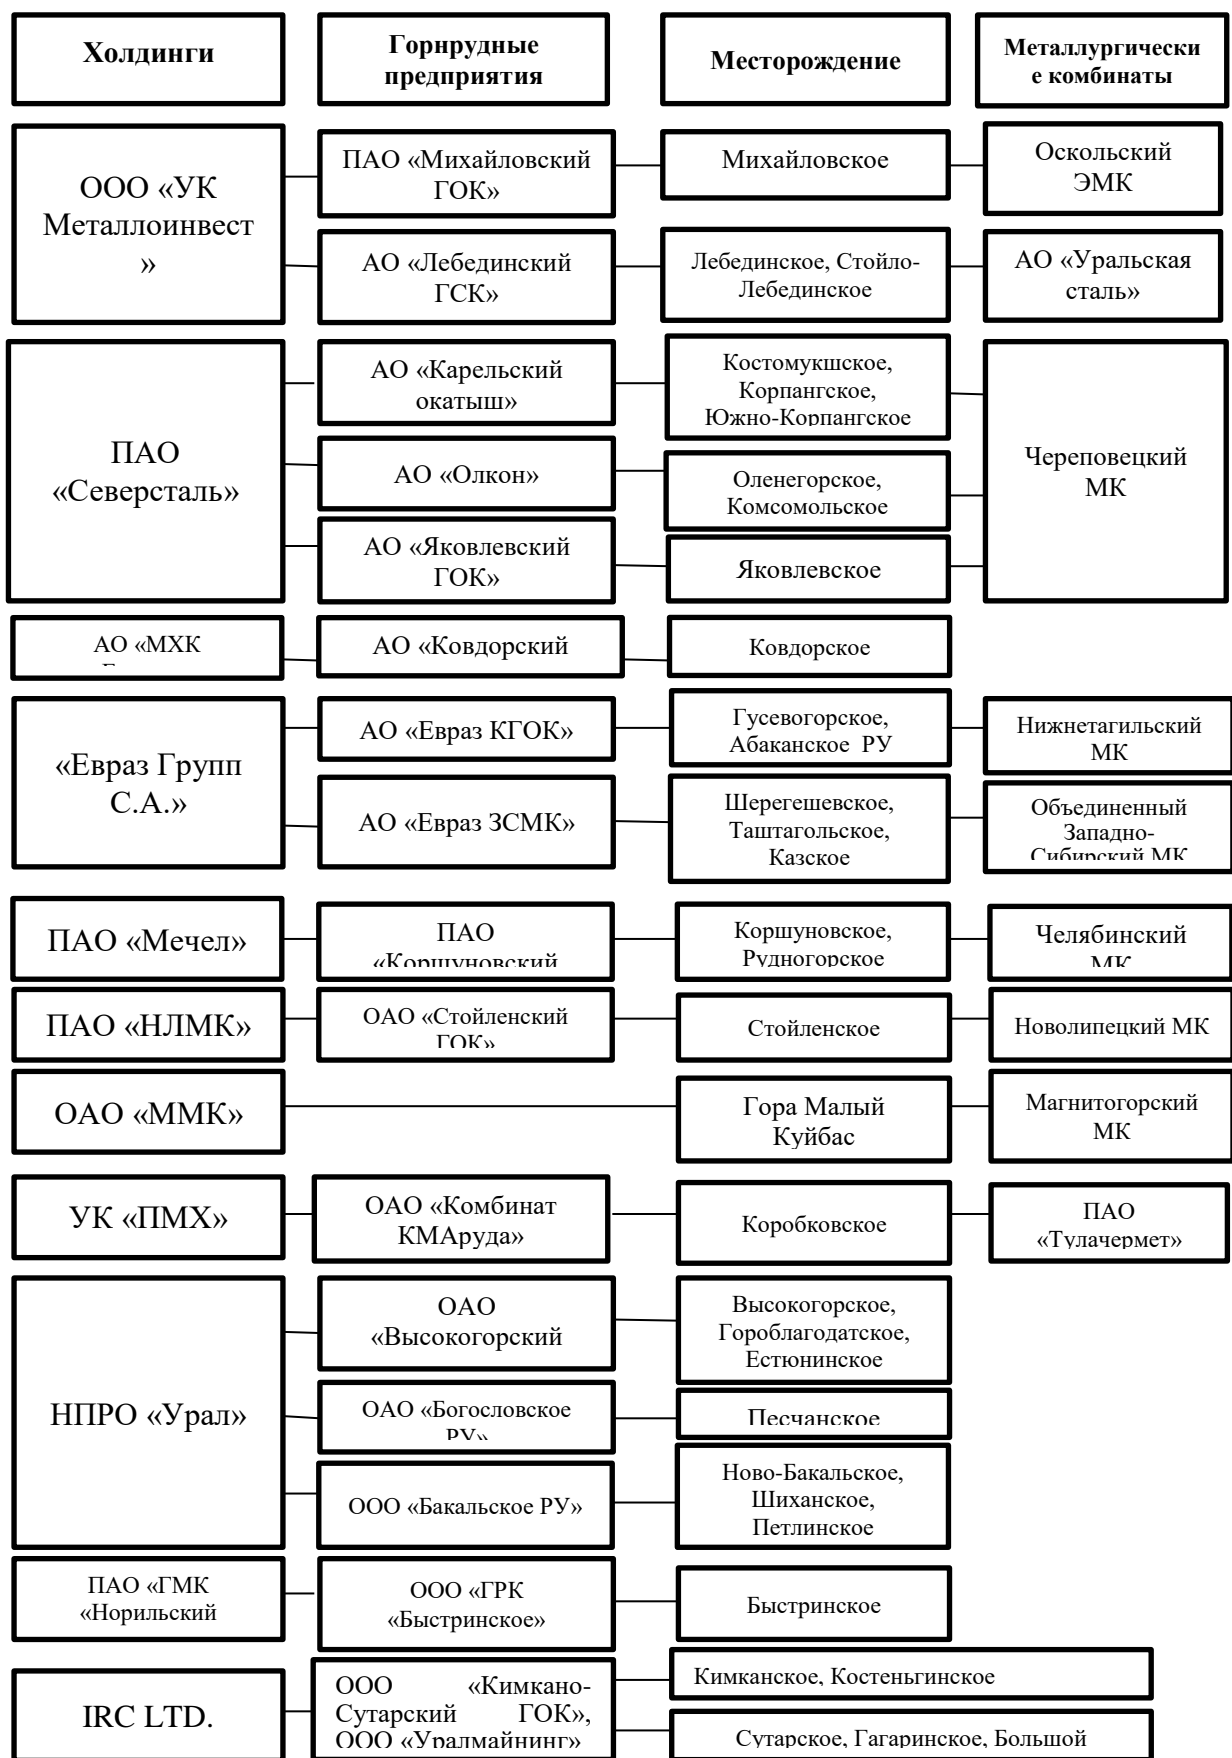 Холдинги
Горнрудные
предприятия
Месторождение
Металлургически
е комбинаты
ООО «УК
Металлоинвест
»
ПАО «Михайловский
ГОК»
Михайловское
Оскольский
ЭМК
АО «Лебединский
ГСК»
Лебединское, Стойло-
Лебединское
АО «Уральская
сталь»
ПАО
«Северсталь»
АО «Карельский
окатыш»
Костомукшское,
Корпангское,
Южно-Корпангское
Череповецкий
МК
АО «Олкон»
Оленегорское,
Комсомольское
АО «Яковлевский
ГОК»
Яковлевское
АО «МХК
АО «Ковдорский
Ковдорское
«Евраз Групп
С.А.»
АО «Евраз КГОК»
Гусевогорское,
Абаканское РУ
Нижнетагильский
МК
АО «Евраз ЗСМК»
Шерегешевское,
Таштагольское,
Казское
Объединенный
Западно-
Сибирский МК
ПАО «Мечел»
ПАО
«Коршуновский
Коршуновское,
Рудногорское
Челябинский
МК
ПАО «НЛМК»
ОАО «Стойленский
ГОК»
Стойленское
Новолипецкий МК
ОАО «ММК»
Гора Малый
Куйбас
Магнитогорский
МК
УК «ПМХ»
ОАО «Комбинат
КМАруда»
Коробковское
ПАО
«Тулачермет»
НПРО «Урал»
ОАО
«Высокогорский
Высокогорское,
Гороблагодатское,
Естюнинское
ОАО «Богословское
РУ»
Песчанское
ООО «Бакальское РУ»
Ново-Бакальское,
Шиханское,
Петлинское
ПАО «ГМК
«Норильский
ООО «ГРК
«Быстринское»
Быстринское
IRC LTD.
ООО «Кимкано-
Сутарский ГОК»,
ООО «Уралмайнинг»
Кимканское, Костеньгинское
Сутарское, Гагаринское, Большой